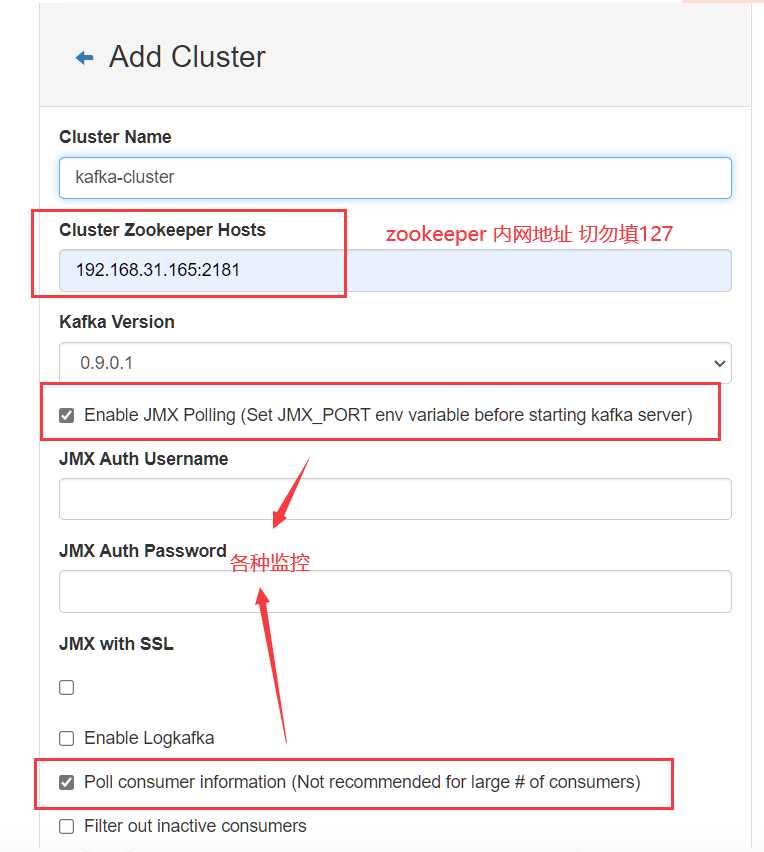 Add Cluster
Cluster Name
kafka-cluster
Cluster Zookeeper Hosts
zookeeper 内网地址 切勿填127
192.168.31.165:2181
Kafka Version
0.9.0.1
Enable JMX Polling (Set JMX_PORT env variable before starting kafka server)
JMX Auth Username
JMX Auth Password
各种监控
JMX with SSL
Enable Logkafka
Poll consumer information (Not recommended for large # of consumers)
Filter out inactive consumers